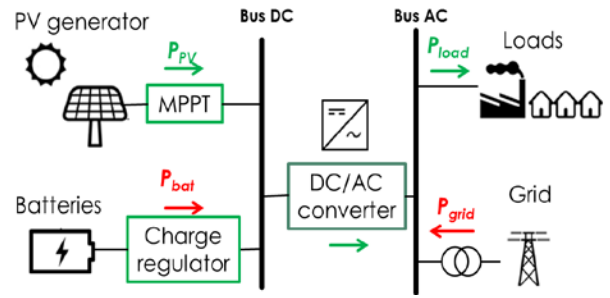 PV generator
Bus DC
Bus AC
P_PV
P_load
Loads
MPPT
P_bat
DC/AC
converter
P_grid
Grid
Batteries
Charge
regulator